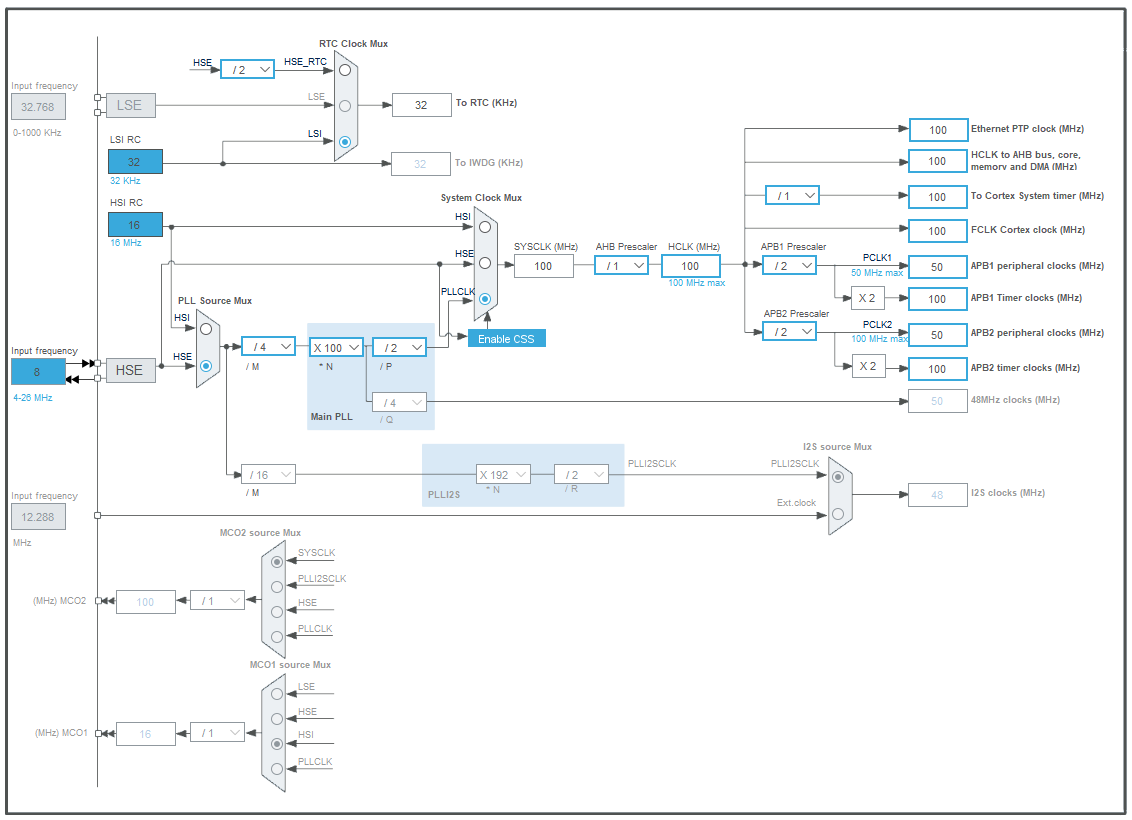 RTC Clock Mux
HSE
/ 2
HSE_RTC
Input frequency
32.768
0-1000 KHz
LSE
LSE
32
To RTC (KHz)
LSI RC
32
32 KHz
LSI
32
To IWDG (KHz)
HSI RC
16
16 MHz
System Clock Mux
HSI
HSE
PLLCLK
Enable CSS
SYSCLK (MHz)
100
AHB Prescaler
/ 1
HCLK (MHz)
100
100 MHz max
100
Ethernet PTP clock (MHz)
100
HCLK to AHB bus, core,
memory and DMA (MHz)
/ 1
100
To Cortex System timer (MHz)
100
FCLK Cortex clock (MHz)
APB1 Prescaler
/ 2
PCLK1
50 MHz max
50
APB1 peripheral clocks (MHz)
X 2
100
APB1 Timer clocks (MHz)
APB2 Prescaler
/ 2
PCLK2
100 MHz max
50
APB2 peripheral clocks (MHz)
X 2
100
APB2 timer clocks (MHz)
50
48MHz clocks (MHz)
PLL Source Mux
HSI
HSE
Input frequency
8
4-26 MHz
HSE
/ 4
/ M
X 100
* N
/ 2
/ P
/ 4
/ Q
Main PLL
/ 16
/ M
PLLI2S
X 192
* N
/ 2
/ R
PLLI2SCLK
I2S source Mux
PLLI2SCLK
Ext.clock
48
I2S clocks (MHz)
Input frequency
12.288
MHz
MCO2 source Mux
SYSCLK
PLLI2SCLK
HSE
PLLCLK
(MHz) MCO2
100
/ 1
MCO1 source Mux
LSE
HSE
HSI
PLLCLK
(MHz) MCO1
16
/ 1